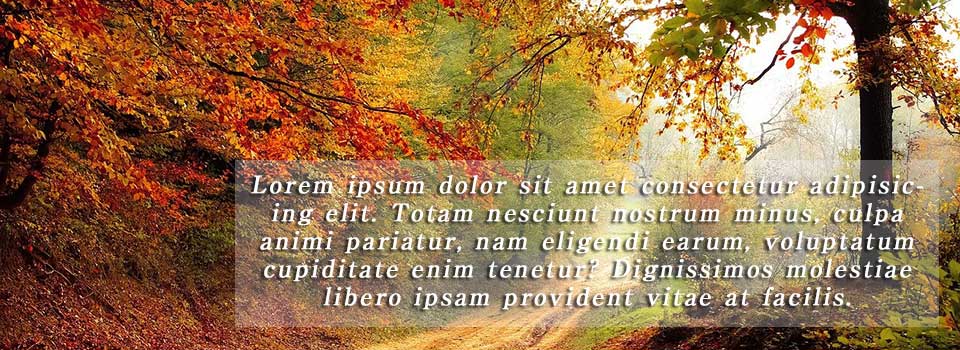 Lorem ipsum dolor sit amet consectetur adipisic-
ing elit. Totam nesciunt nostrum minus, culpa
animi pariatur, nam eligendi earum, voluptatum
cupiditate enim tenetur? Dignissimos molestiae
libero ipsam provident vitae at facilis.